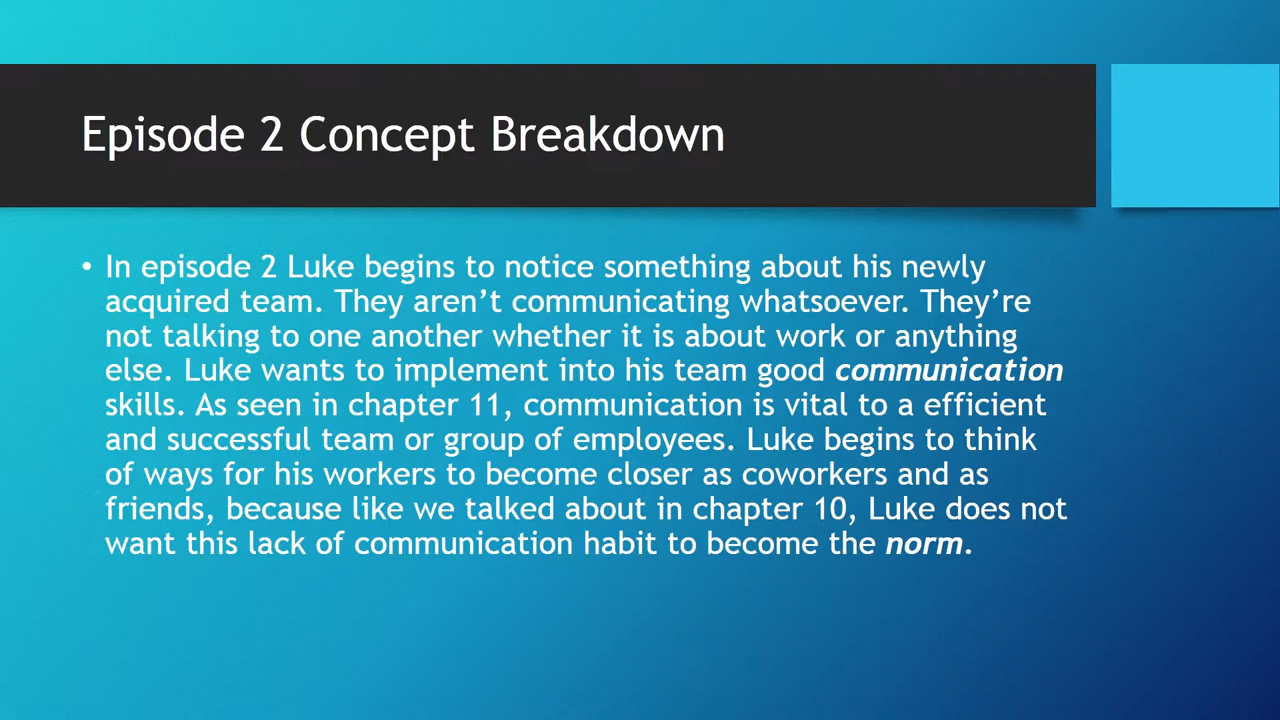 Episode 2 Concept Breakdown
• In episode 2 Luke begins to notice something about his newly
acquired team. They aren’t communicating whatsoever. They’re
not talking to one another whether it is about work or anything
else. Luke wants to implement into his team good communication
skills. As seen in chapter 11, communication is vital to a efficient
and successful team or group of employees. Luke begins to think
of ways for his workers to become closer as coworkers and as
friends, because like we talked about in chapter 10, Luke does not
want this lack of communication habit to become the norm.